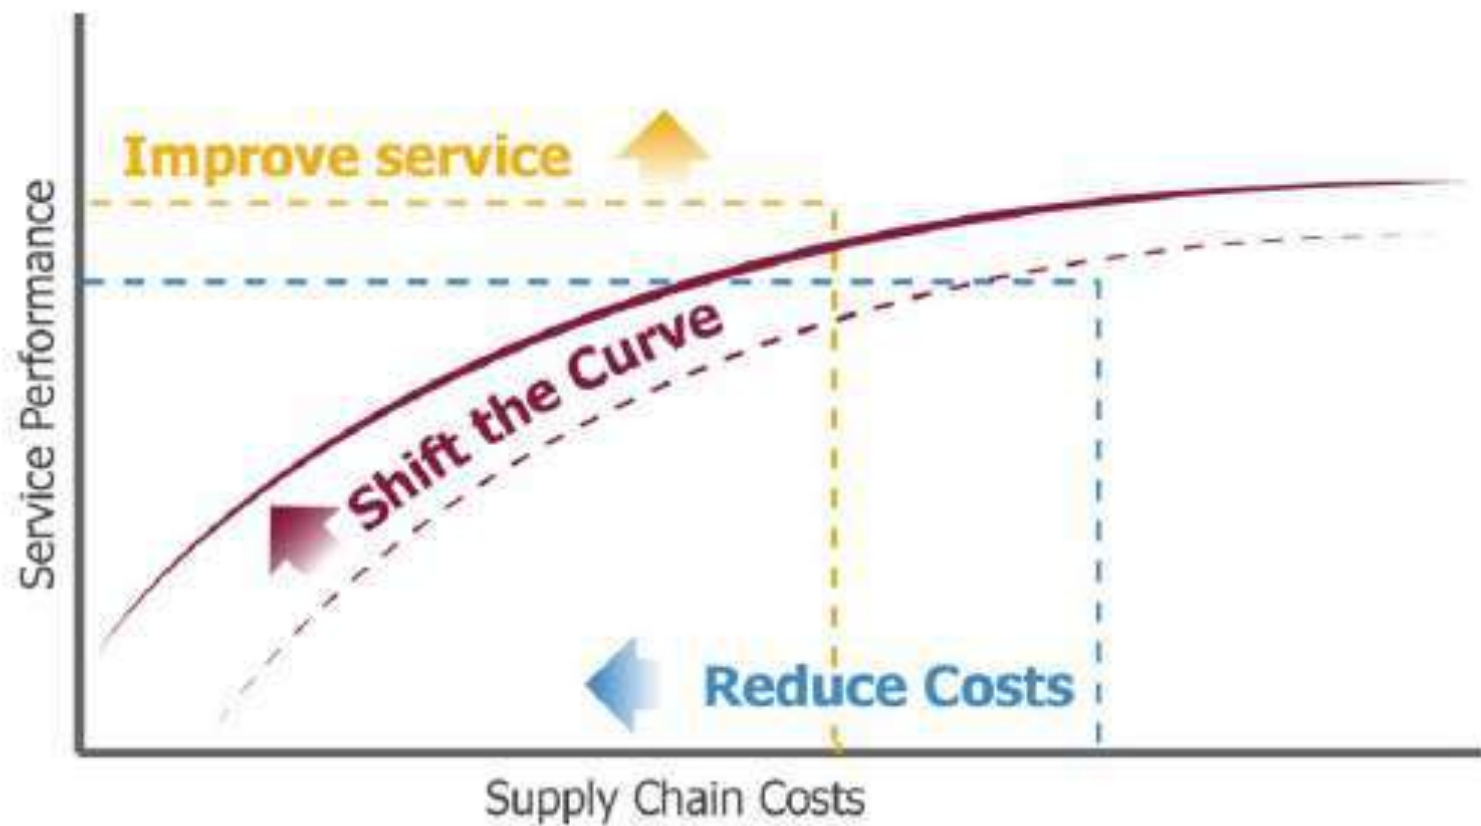 Improve service
Service Performance
Shift the Curve
Reduce Costs
Supply Chain Costs